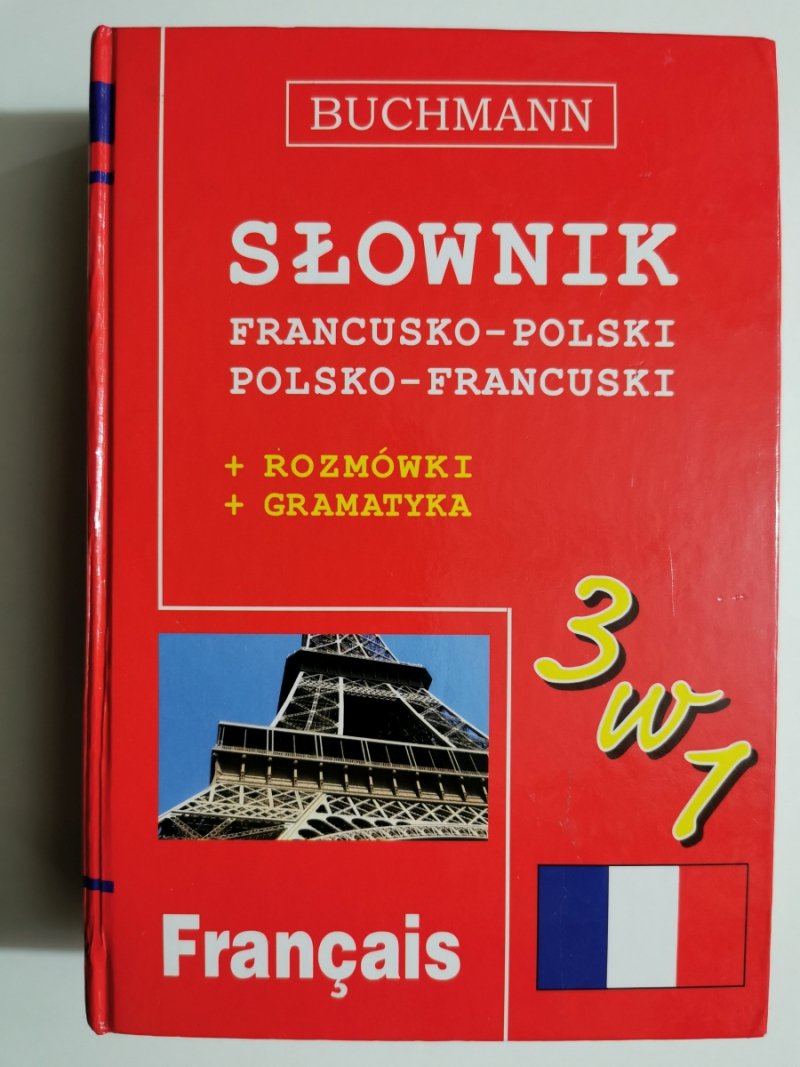 BUCHMANN
SŁOWNIK
FRANCUSKO-POLSKI
POLSKO-FRANCUSKI
+ ROZMÓWKI
+ GRAMATYKA
3 w 1
Français